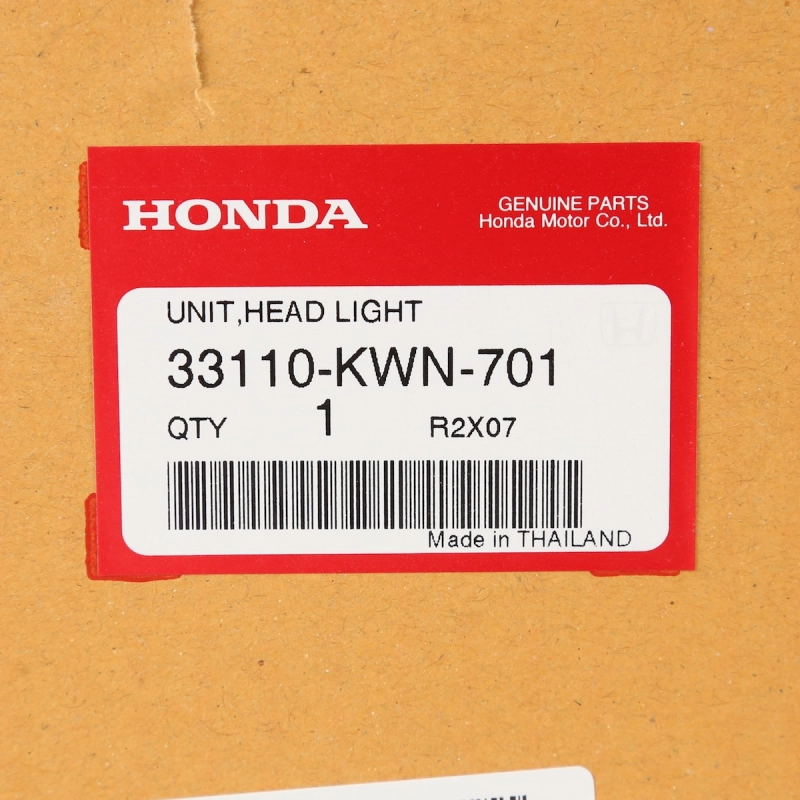 HONDA
GENUINE PARTS
Honda Motor Co., Ltd.
UNIT,HEAD LIGHT
33110-KWN-701
QTY 1 R2X07
Made in THAILAND